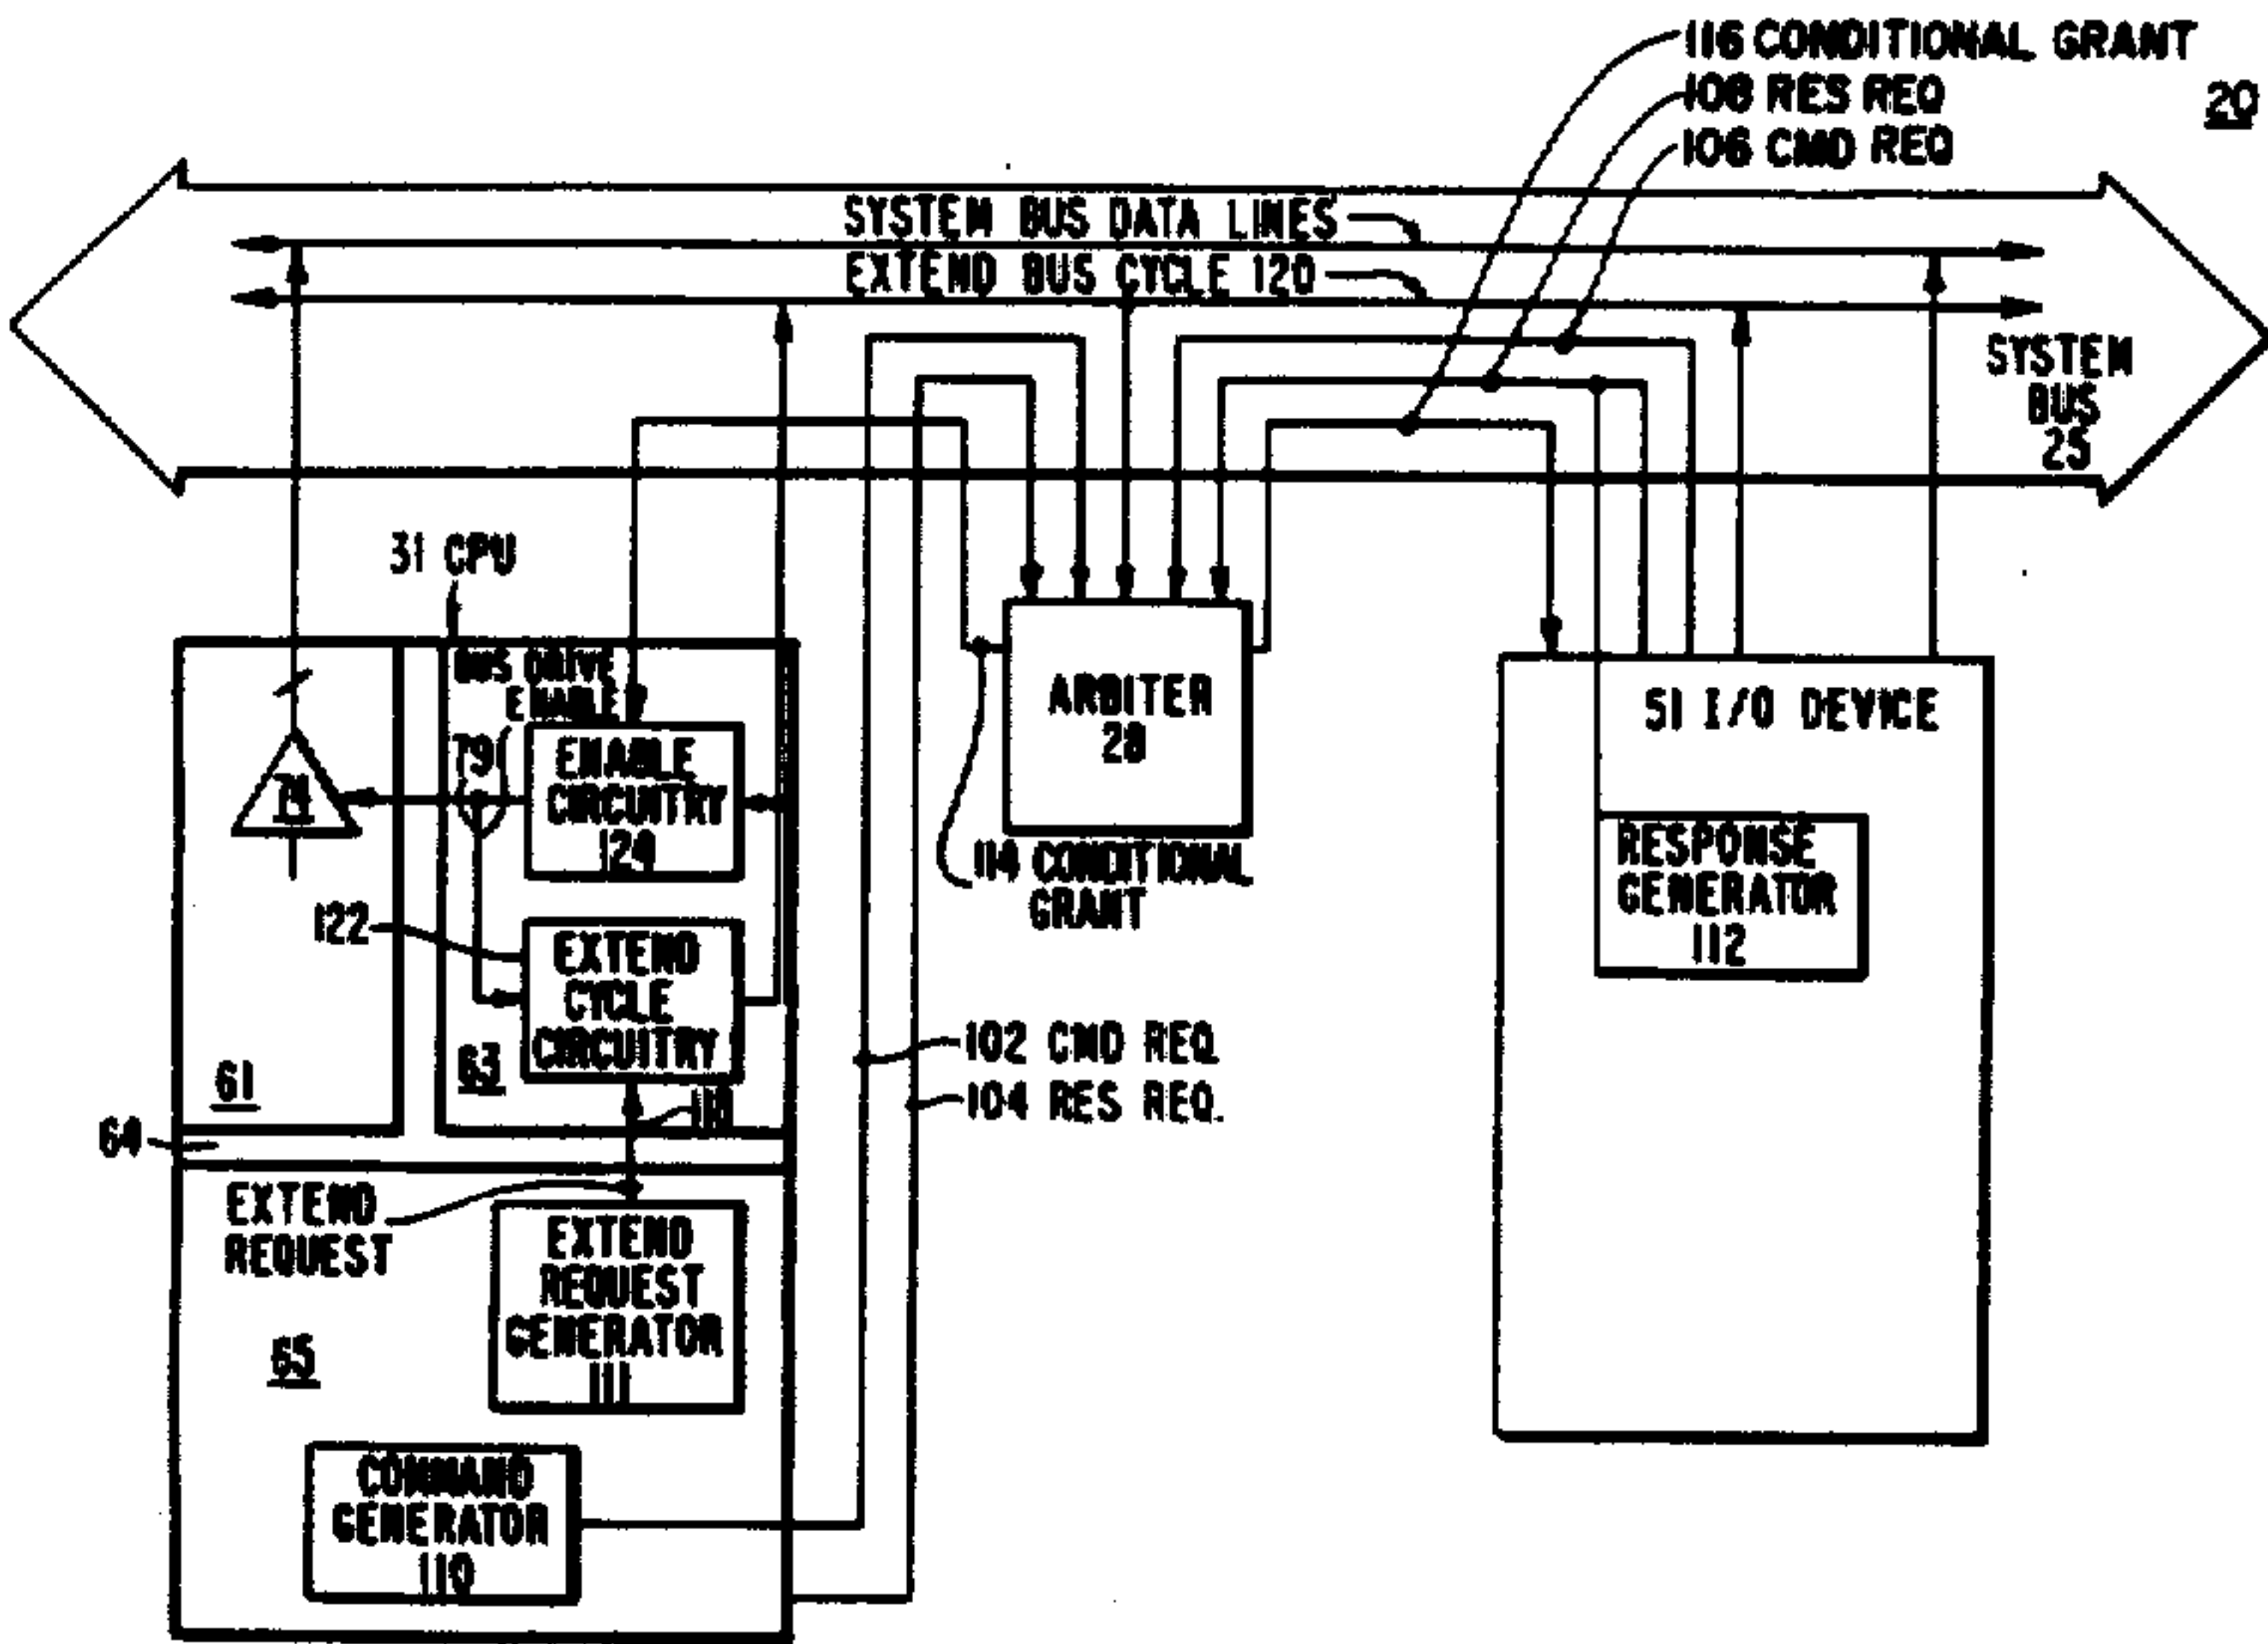 116 CONDITIONAL GRANT
108 RES REQ
106 CMD REQ
20
SYSTEM BUS DATA LINES
EXTEND BUS CYCLE 120
SYSTEM
BUS
25
31 CPU
BUS DRIVE
ENABLE
79
ENABLE
CIRCUITRY
124
ARBITER
28
51 I/O DEVICE
114 CONDITIONAL
GRANT
RESPONSE
GENERATOR
112
122
EXTEND
CYCLE
CIRCUITRY
63
61
102 CMD REQ.
104 RES REQ.
64
EXTEND
REQUEST
EXTEND
REQUEST
GENERATOR
111
65
COMMAND
GENERATOR
110